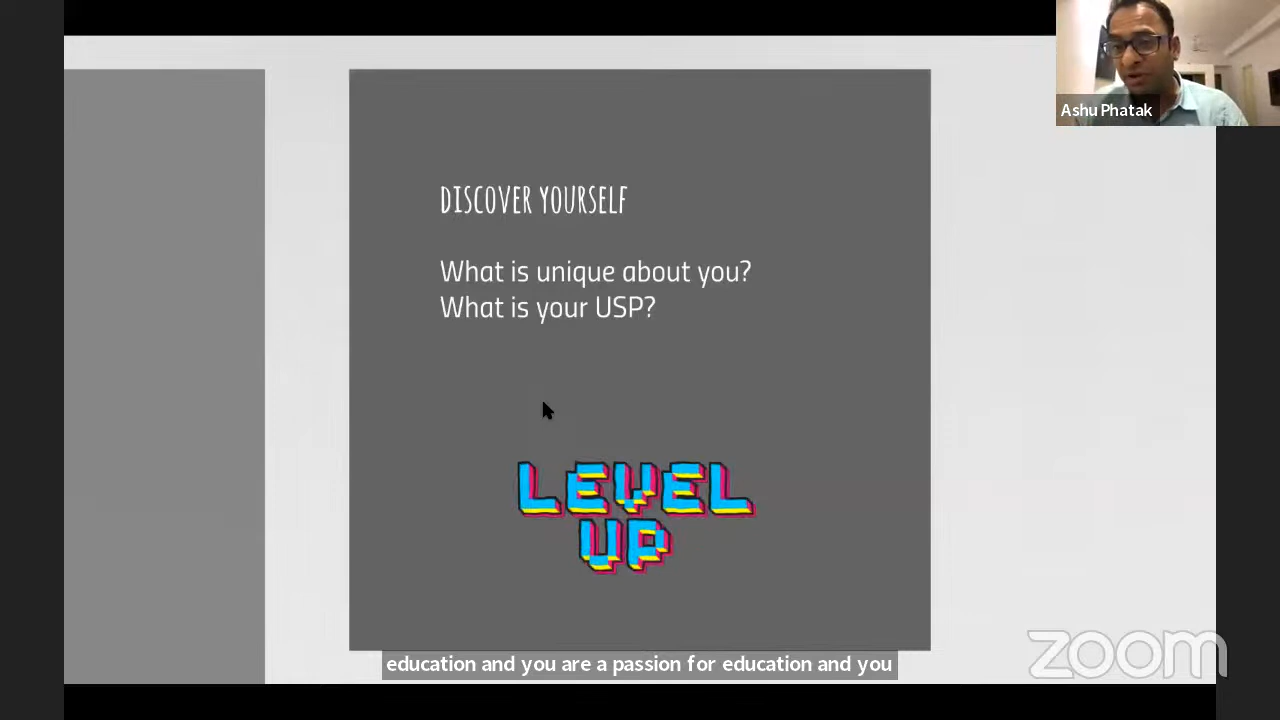 Ashu Phatak
DISCOVER YOURSELF
What is unique about you?
What is your USP?
LEVEL
UP
education and you are a passion for education and you
zoom